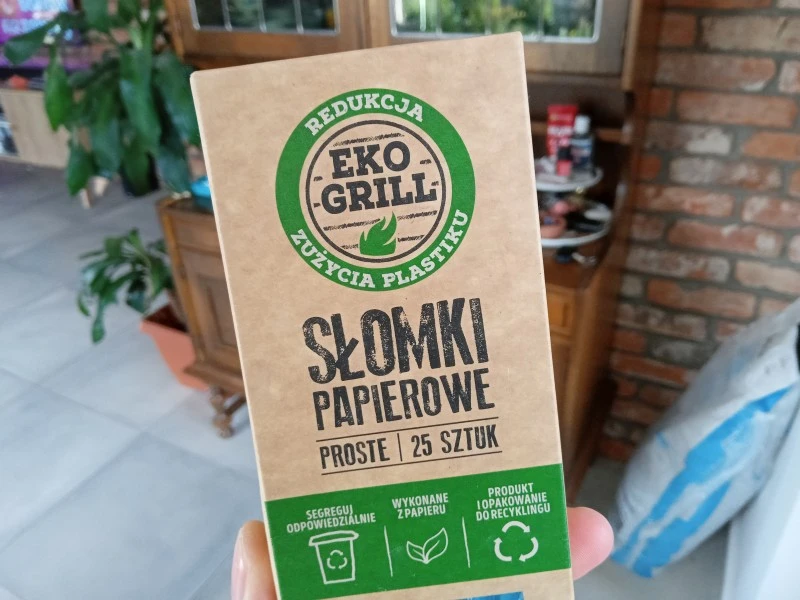 REDUKCJA
EKO
GRILL
ZUŻYCIA PLASTIKU
SŁOMKI
PAPIEROWE
PROSTE | 25 SZTUK
SEGREGUJ
ODPOWIEDZIALNIE
WYKONANE
Z PAPIERU
PRODUKT
I OPAKOWANIE
DO RECYKLINGU